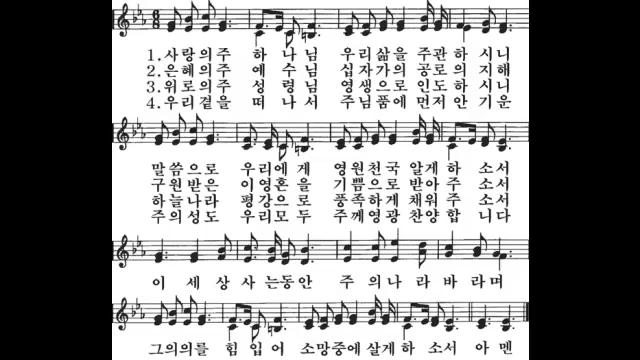 1.사랑의주 하나님 우리삶을 주관하시니
2.은혜의주 예수님 십자가의 공로의지해
3.위로의주 성령님 영생으로 인도하시니
4.우리곁을 떠나서 주님품에 먼저안기운
말씀으로 우리에게 영원천국 알게하소서
구원받은 이영혼을 기쁨으로 받아주소서
하늘나라 평강으로 풍족하게 채워주소서
주의성도 우리모두 주께영광 찬양합니다
이세상사는동안 주의나라바라며
그의의를 힘입어 소망중에살게하소서 아멘